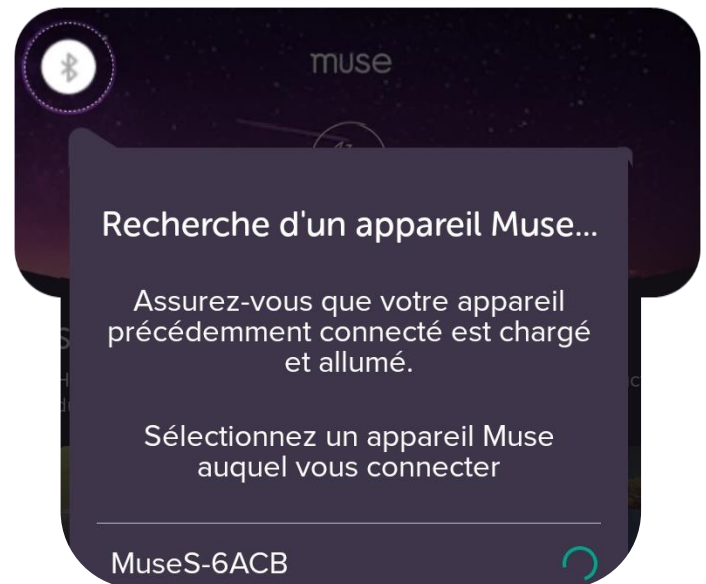 muse
Recherche d'un appareil Muse...
Assurez-vous que votre appareil
précédemment connecté est chargé
et allumé.
Sélectionnez un appareil Muse
auquel vous connecter
MuseS-6ACB